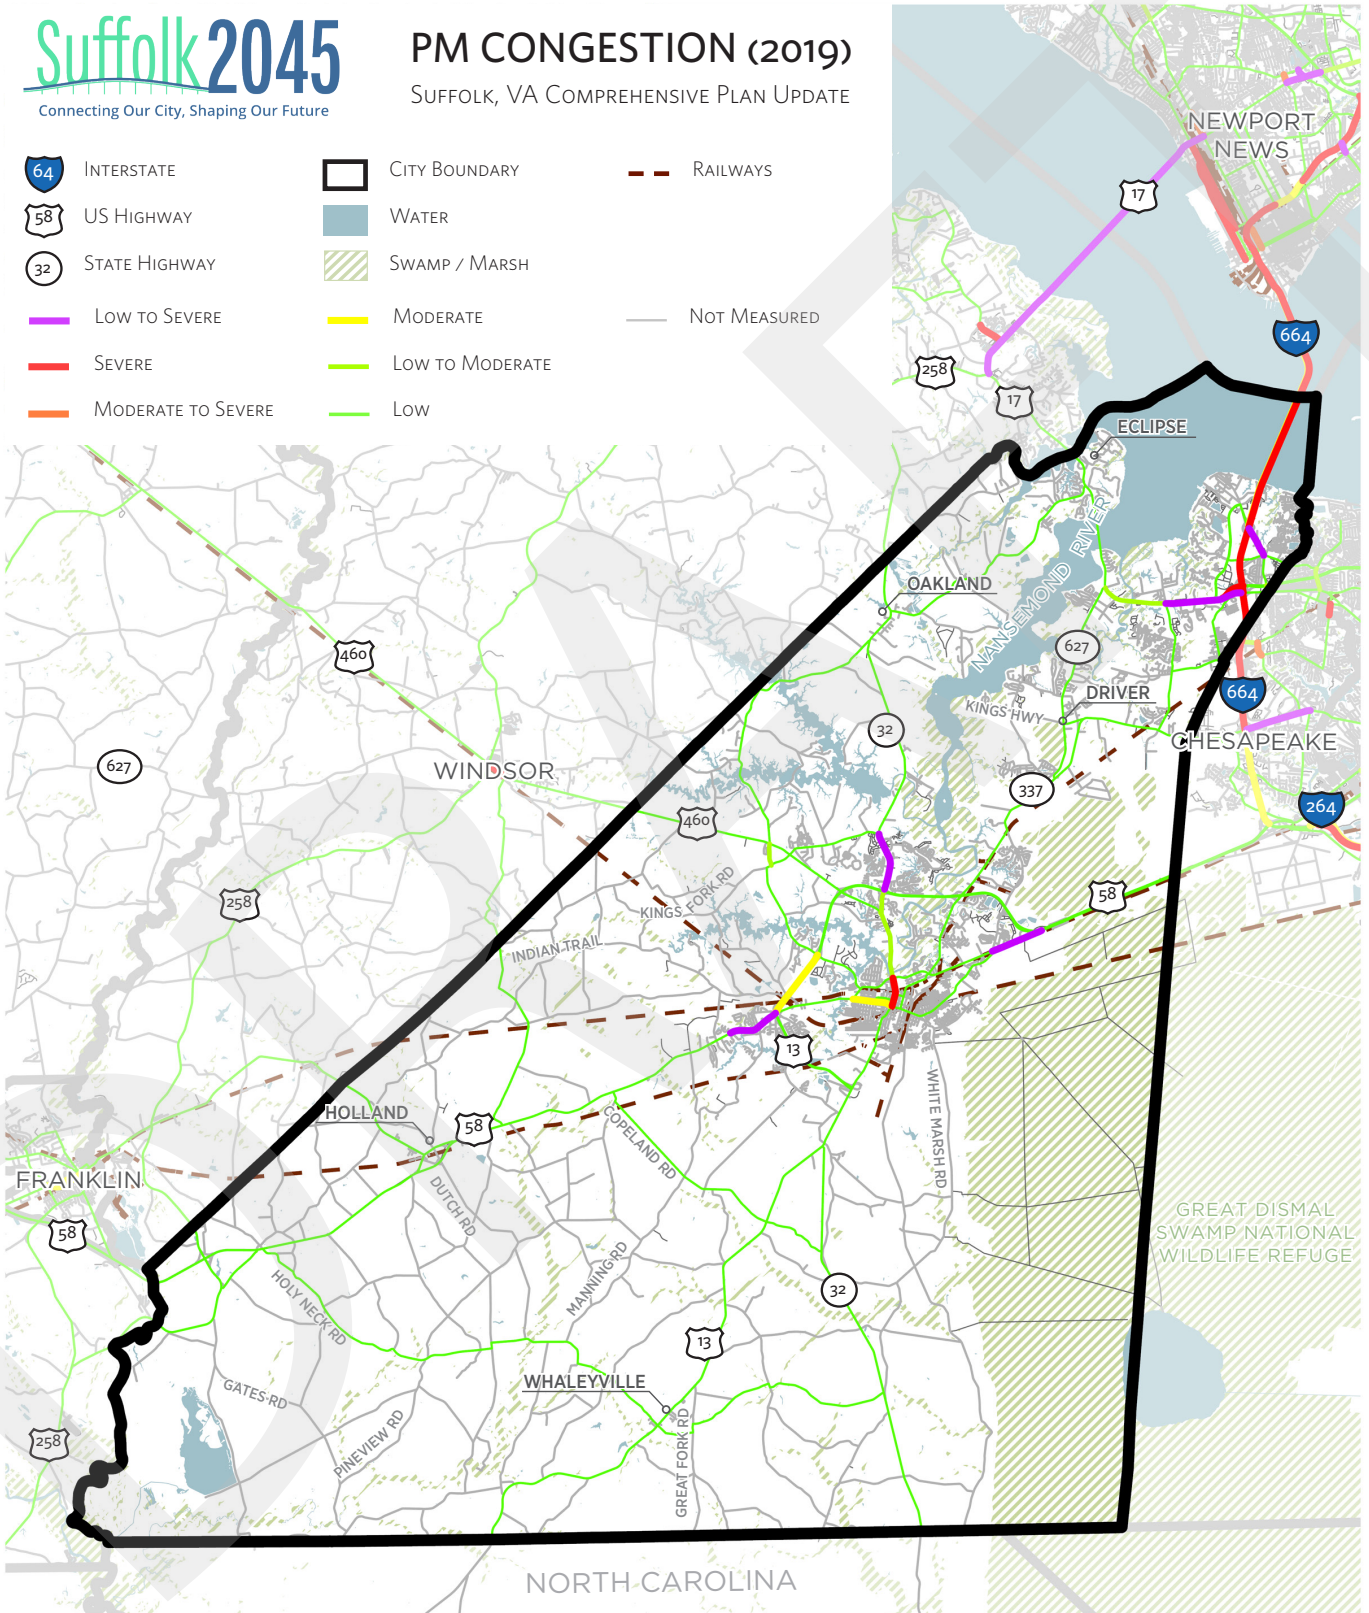 Suffolk 2045
Connecting Our City, Shaping Our Future
PM CONGESTION (2019)
SUFFOLK, VA COMPREHENSIVE PLAN UPDATE
64 INTERSTATE
58 US HIGHWAY
32 STATE HIGHWAY
LOW TO SEVERE
SEVERE
MODERATE TO SEVERE
CITY BOUNDARY
WATER
SWAMP / MARSH
MODERATE
LOW TO MODERATE
LOW
RAILWAYS
NOT MEASURED
NEWPORT
NEWS
17
664
258
17
ECLIPSE
NANSEMOND RIVER
OAKLAND
627
460
DRIVER
664
KINGS HWY
32
CHESAPEAKE
627
WINDSOR
337
264
460
58
258
KINGS FORK RD
INDIAN TRAIL
13
HOLLAND
58
COPELAND RD
WHITE MARSH RD
FRANKLIN
DUTCH RD
58
GREAT DISMAL
SWAMP NATIONAL
WILDLIFE REFUGE
MANNING RD
HOLY NECK RD
32
13
WHALEYVILLE
GATES RD
258
PINEVIEW RD
GREAT FORK RD
NORTH CAROLINA
DRAFT